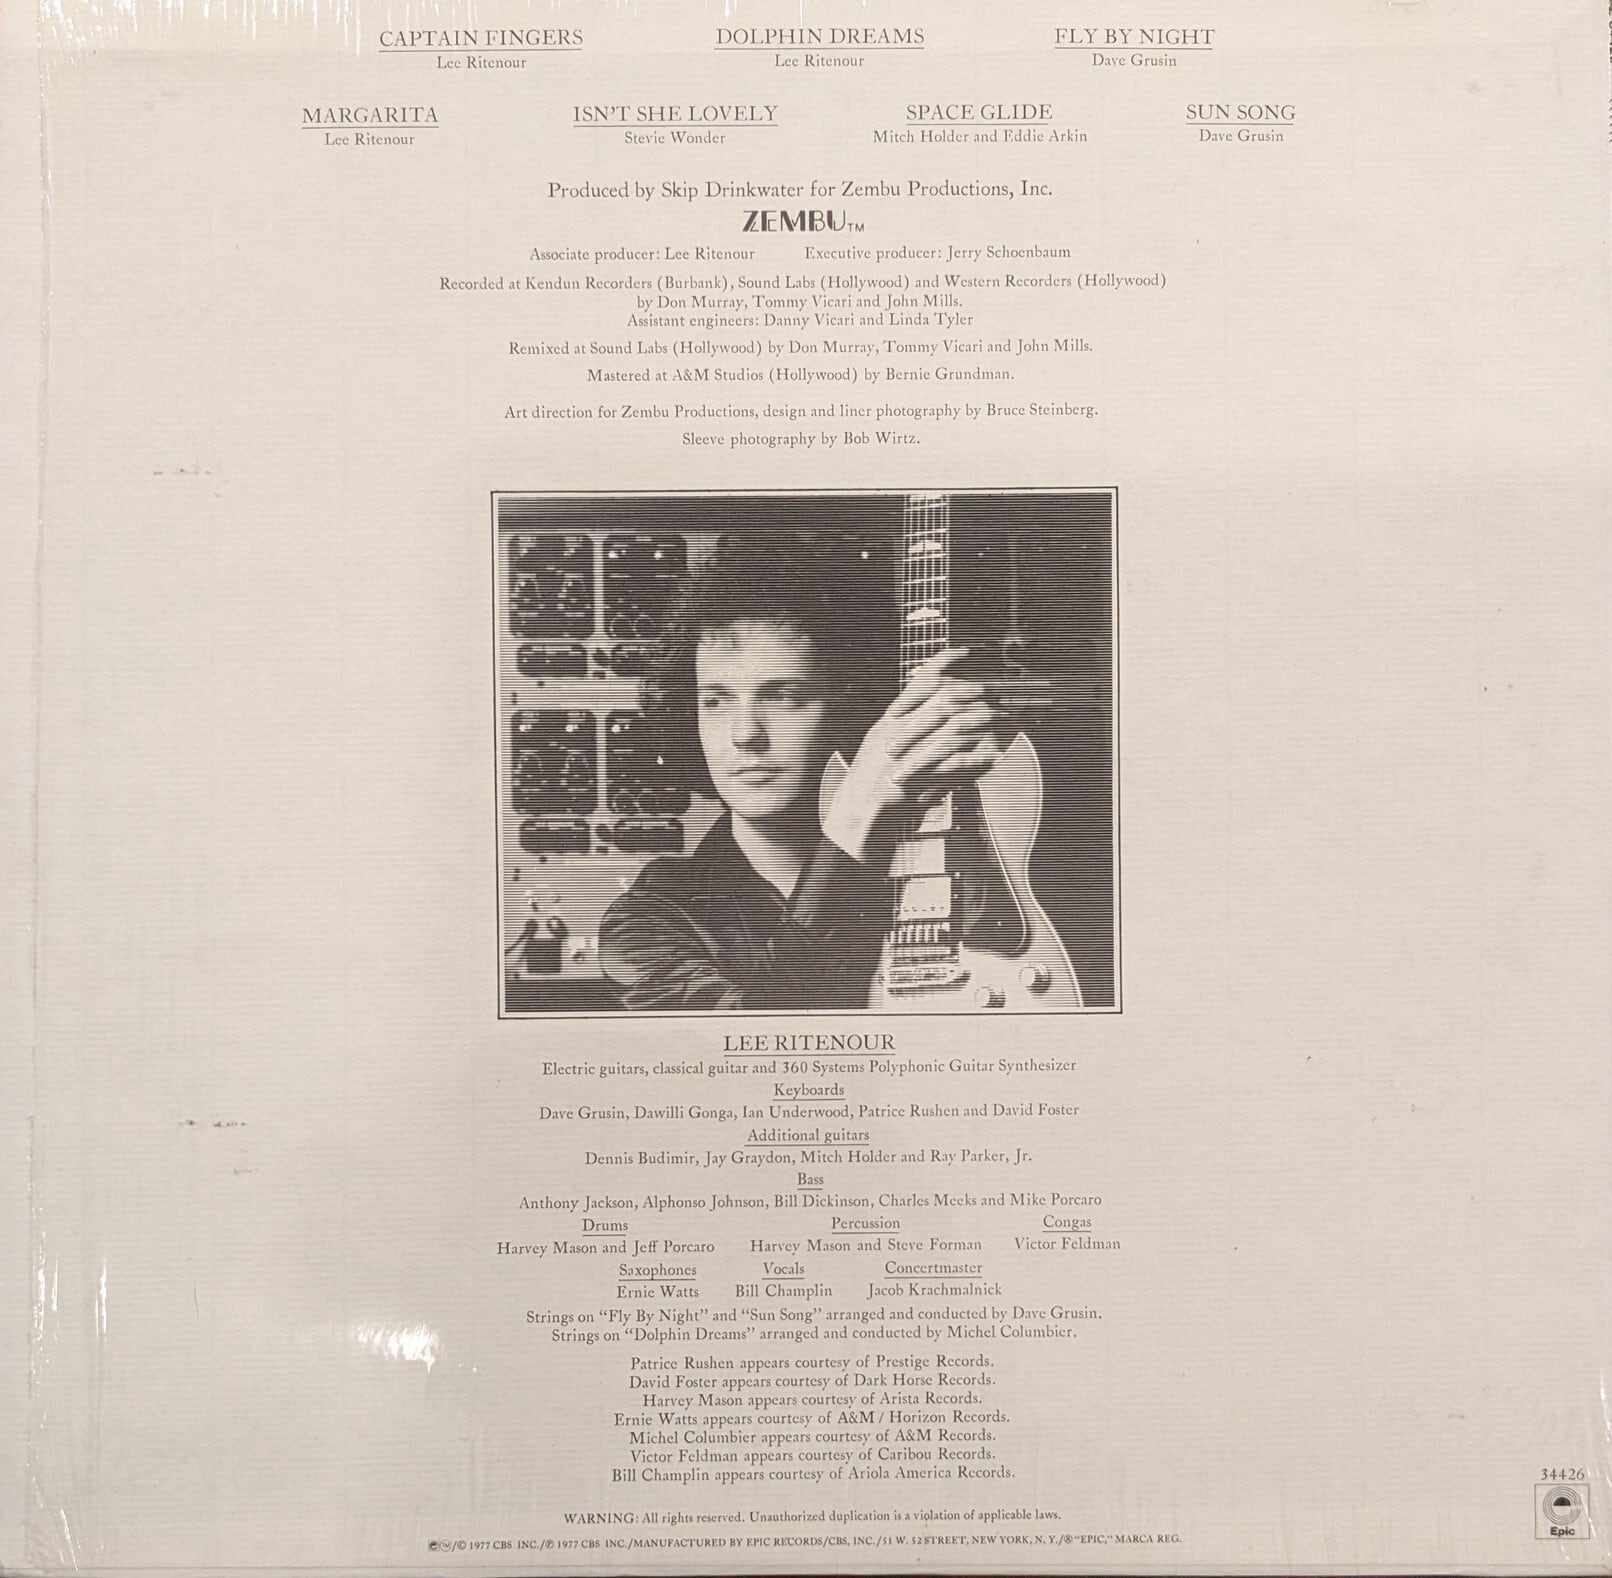 CAPTAIN FINGERS DOLPHIN DREAMS FLY BY NIGHT
Lee Ritenour Lee Ritenour Dave Grusin
MARGARITA ISN'T SHE LOVELY SPACE GLIDE SUN SONG
Lee Ritenour Stevie Wonder Mitch Holder and Eddie Arkin Dave Grusin
Produced by Skip Drinkwater for Zembu Productions, Inc.
ZEMBU TM
Associate producer: Lee Ritenour Executive producer: Jerry Schoenbaum
Recorded at Kendun Recorders (Burbank), Sound Labs (Hollywood) and Western Recorders (Hollywood)
by Don Murray, Tommy Vicari and John Mills.
Assistant engineers: Danny Vicari and Linda Tyler
Remixed at Sound Labs (Hollywood) by Don Murray, Tommy Vicari and John Mills.
Mastered at A&M Studios (Hollywood) by Bernie Grundman.
Art direction for Zembu Productions, design and liner photography by Bruce Steinberg.
Sleeve photography by Bob Wirtz.
LEE RITENOUR
Electric guitars, classical guitar and 360 Systems Polyphonic Guitar Synthesizer
Keyboards
Dave Grusin, Dawilli Gonga, Ian Underwood, Patrice Rushen and David Foster
Additional guitars
Dennis Budimir, Jay Graydon, Mitch Holder and Ray Parker, Jr.
Bass
Anthony Jackson, Alphonso Johnson, Bill Dickinson, Charles Meeks and Mike Porcaro
Drums Percussion Congas
Harvey Mason and Jeff Porcaro Harvey Mason and Steve Forman Victor Feldman
Saxophones Vocals Concertmaster
Ernie Watts Bill Champlin Jacob Krachmalnick
Strings on "Fly By Night" and "Sun Song" arranged and conducted by Dave Grusin.
Strings on "Dolphin Dreams" arranged and conducted by Michel Columbier.
Patrice Rushen appears courtesy of Prestige Records.
David Foster appears courtesy of Dark Horse Records.
Harvey Mason appears courtesy of Arista Records.
Ernie Watts appears courtesy of A&M / Horizon Records.
Michel Columbier appears courtesy of A&M Records.
Victor Feldman appears courtesy of Caribou Records.
Bill Champlin appears courtesy of Ariola America Records.
34426
Epic
WARNING: All rights reserved. Unauthorized duplication is a violation of applicable laws.
/© 1977 CBS INC./℗ 1977 CBS INC./MANUFACTURED BY EPIC RECORDS/CBS, INC./51 W. 52 STREET, NEW YORK, N. Y./® "EPIC," MARCA REG.